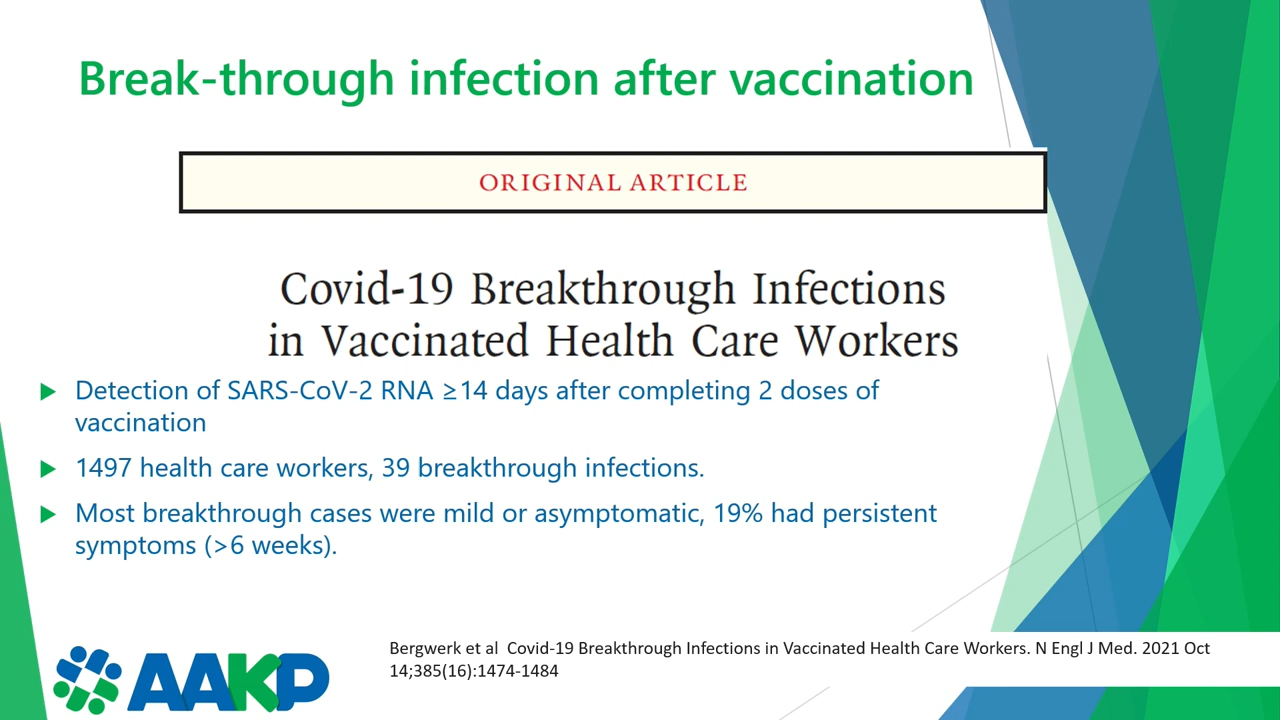 Break-through infection after vaccination
ORIGINAL ARTICLE
Covid-19 Breakthrough Infections
in Vaccinated Health Care Workers
Detection of SARS-CoV-2 RNA ≥14 days after completing 2 doses of
vaccination
1497 health care workers, 39 breakthrough infections.
Most breakthrough cases were mild or asymptomatic, 19% had persistent
symptoms (>6 weeks).
Bergwerk et al  Covid-19 Breakthrough Infections in Vaccinated Health Care Workers. N Engl J Med. 2021 Oct
14;385(16):1474-1484
AAKP